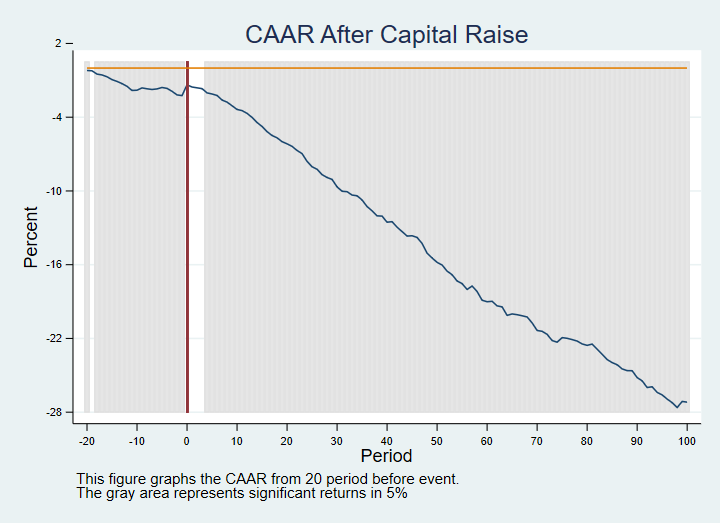 CAAR After Capital Raise
2
-4
-10
-16
-22
-28
Percent
-20 -10 0 10 20 30 40 50 60 70 80 90 100
Period
This figure graphs the CAAR from 20 period before event.
The gray area represents significant returns in 5%